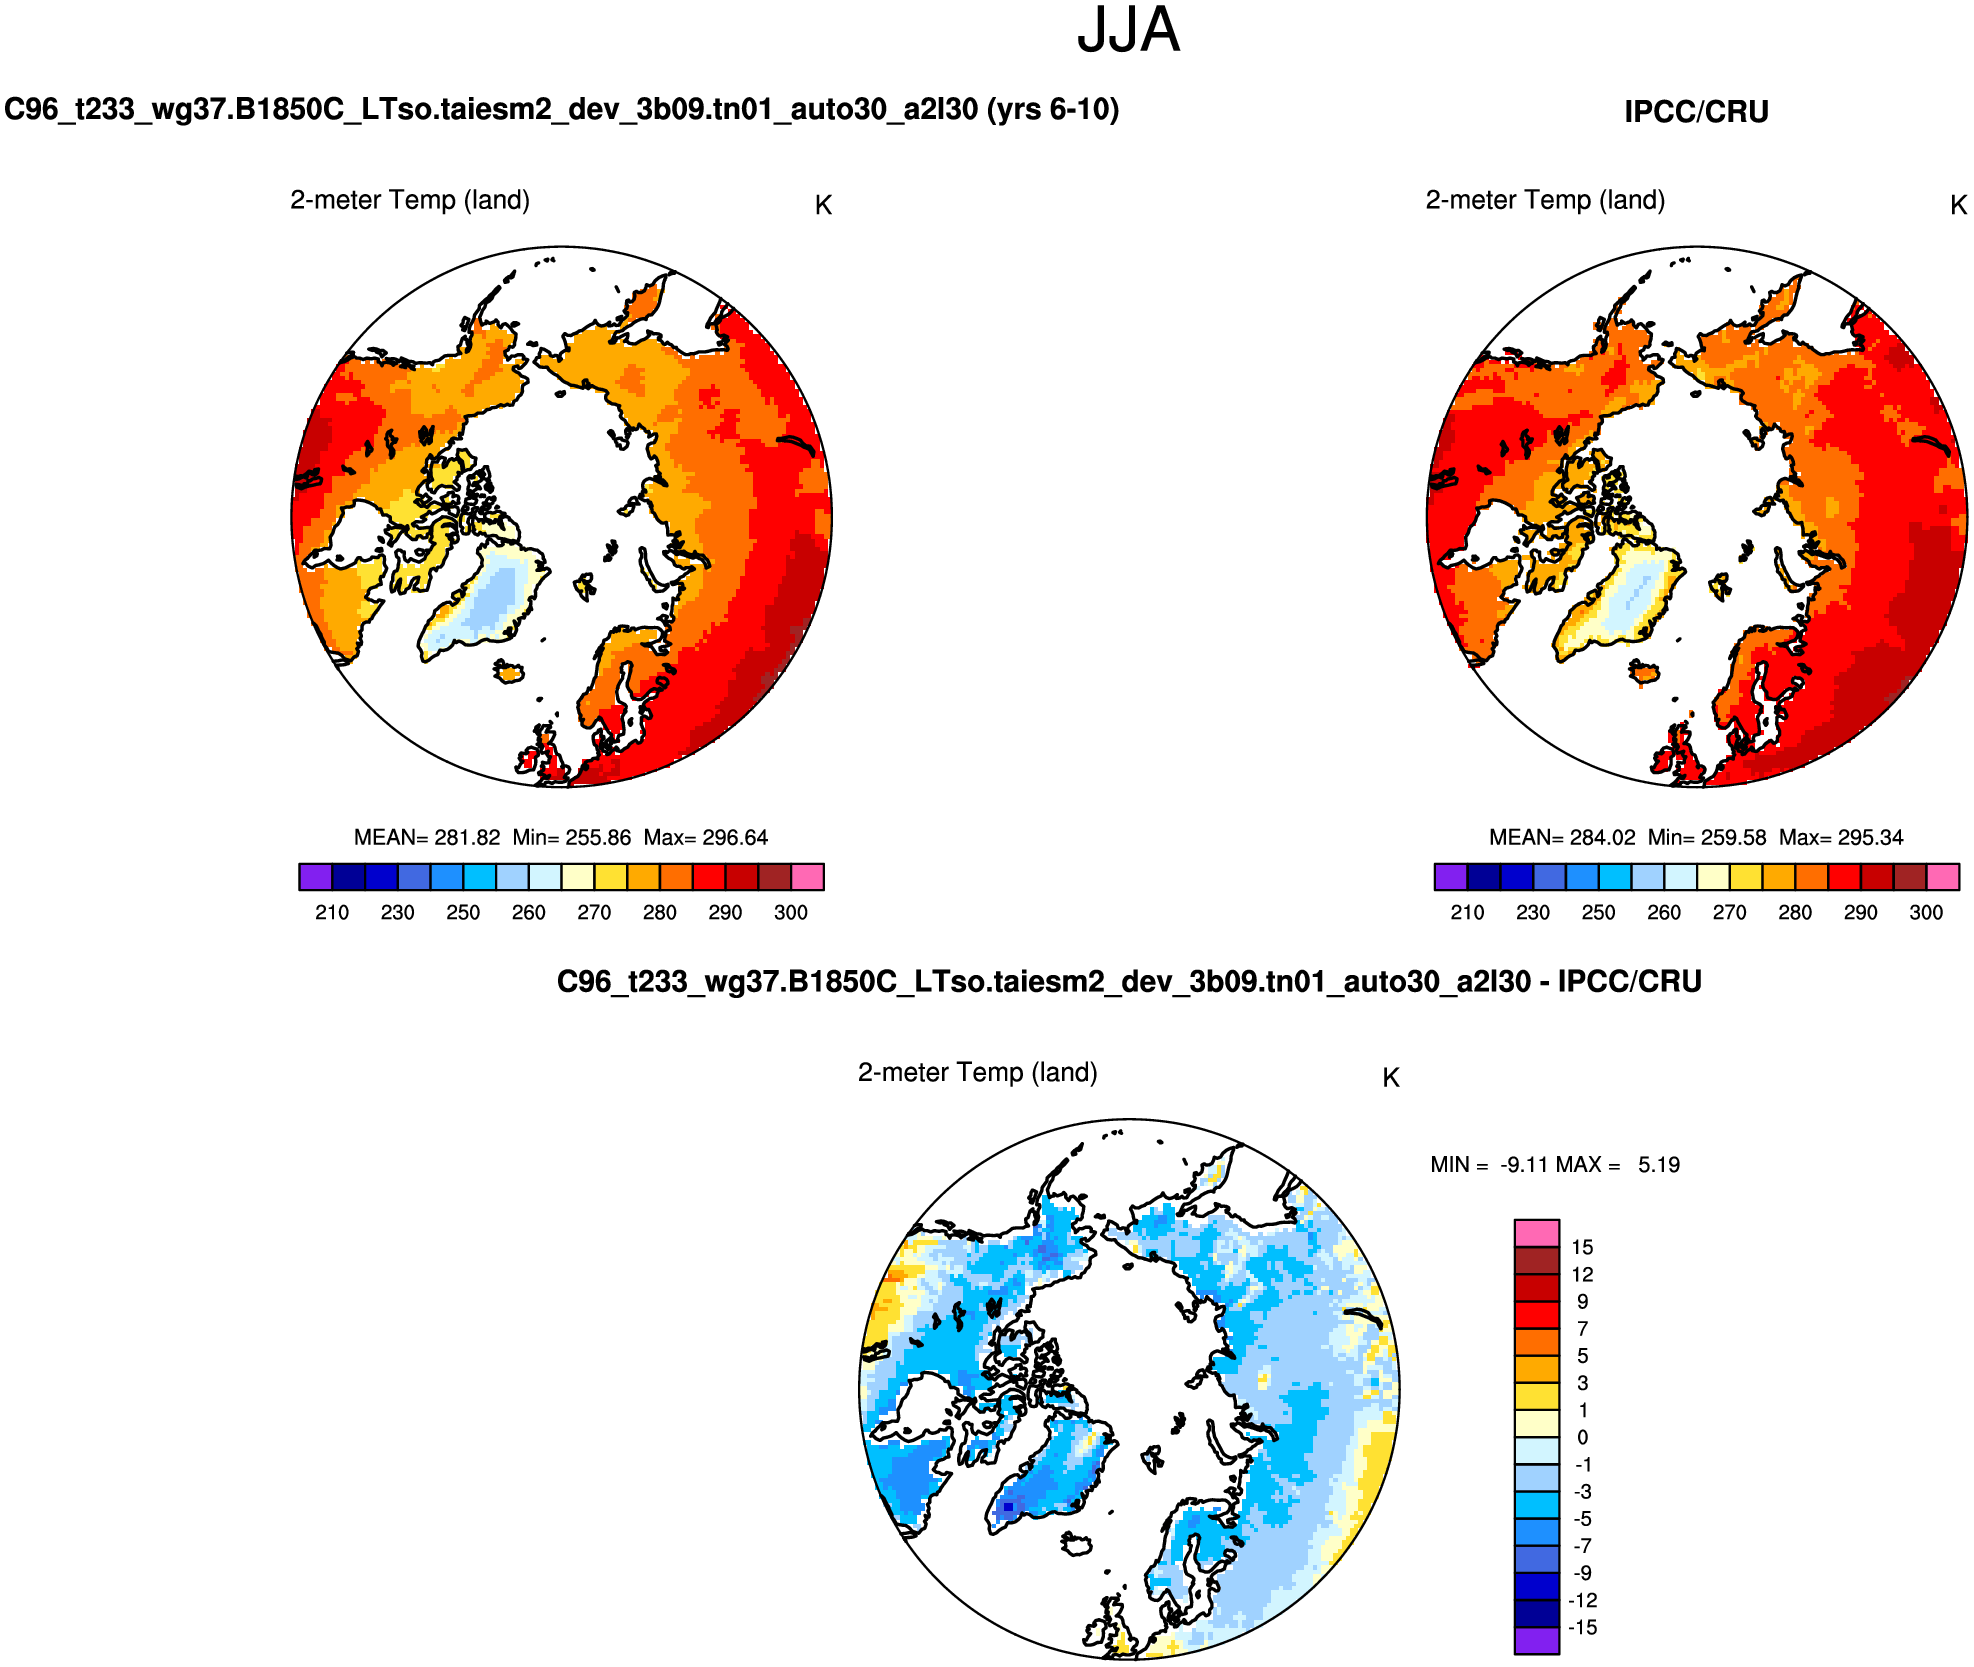 JJA
C96_t233_wg37.B1850C_LTso.taiesm2_dev_3b09.tn01_auto30_a2l30 (yrs 6-10)
IPCC/CRU
2-meter Temp (land)
K
2-meter Temp (land)
K
MEAN= 281.82 Min= 255.86 Max= 296.64
210 230 250 260 270 280 290 300
MEAN= 284.02 Min= 259.58 Max= 295.34
210 230 250 260 270 280 290 300
C96_t233_wg37.B1850C_LTso.taiesm2_dev_3b09.tn01_auto30_a2l30 - IPCC/CRU
2-meter Temp (land)
K
MIN = -9.11 MAX = 5.19
15
12
9
7
5
3
1
0
-1
-3
-5
-7
-9
-12
-15